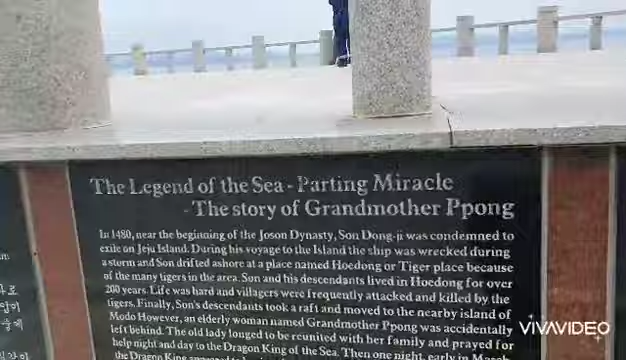 The Legend of the Sea - Parting Miracle
- The story of Grandmother Ppong
In 1480, near the beginning of the Joson Dynasty, Son Dong-ji was condemned to
exile on Jeju Island. During his voyage to the Island the ship was wrecked during
a storm and Son drifted ashore at a place named Hoedong or Tiger place because
of the many tigers in the area. Son and his descendants lived in Hoedong for over
200 years. Life was hard and villagers were frequently attacked and killed by the
tigers. Finally, Son's descendants took a raft and moved to the nearby island of
Modo However, an elderly woman named Grandmother Ppong was accidentally
left behind. The old lady longed to be reunited with her family and prayed for
help night and day to the Dragon King of the Sea. Then one night, early in March
the Dragon King
VIVAVIDEO